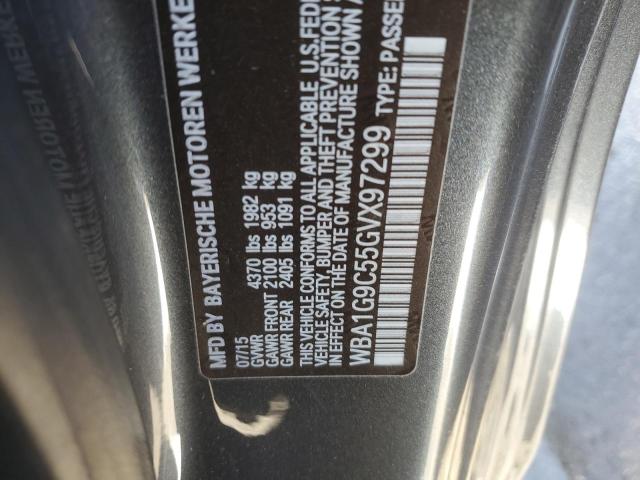 MFD BY BAYERISCHE MOTOREN WERKE
07/15
GVWR 4370 lbs 1982 kg
GAWR FRONT 2100 lbs 953 kg
GAWR REAR 2405 lbs 1091 kg
THIS VEHICLE CONFORMS TO ALL APPLICABLE U.S.FEDE
VEHICLE SAFETY, BUMPER AND THEFT PREVENTION S
IN EFFECT ON THE DATE OF MANUFACTURE SHOWN A
WBA1G9C55GVX97299 TYPE: PASSE